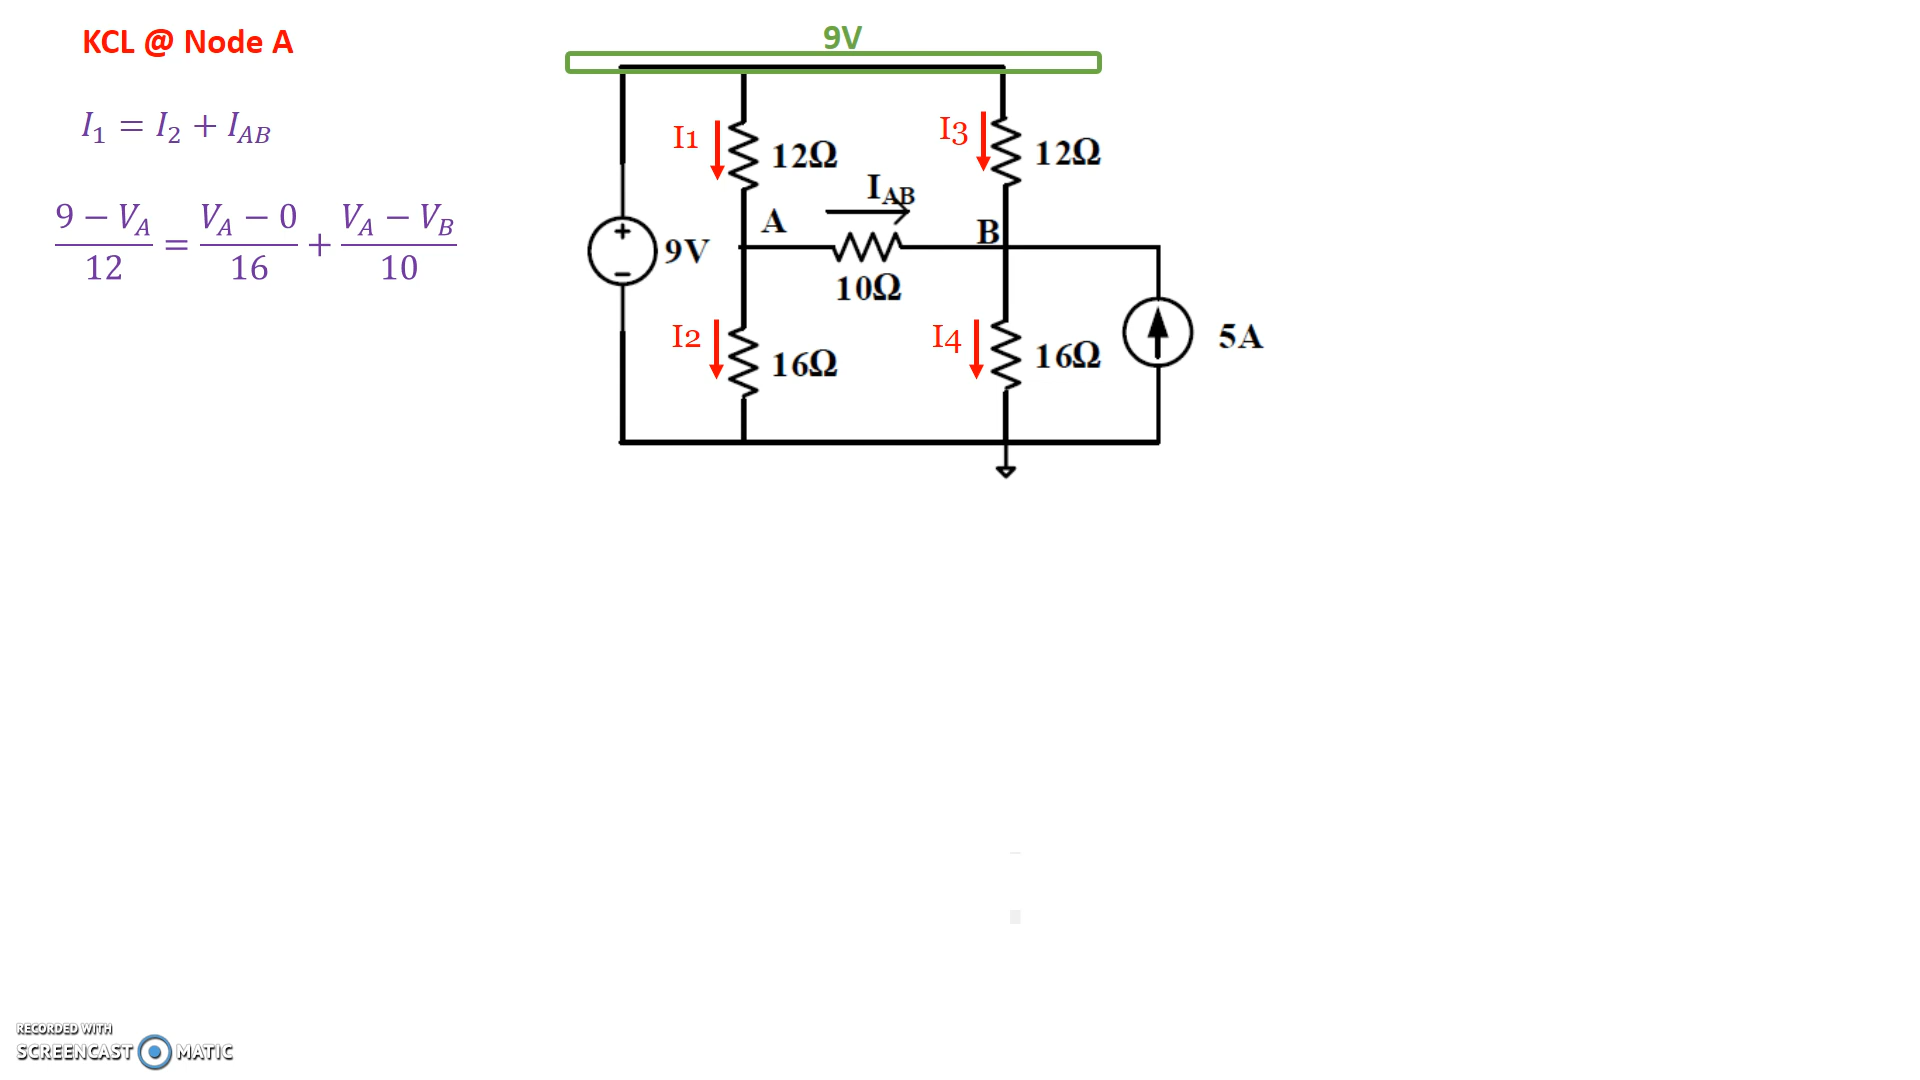 KCL @ Node A
9V
I₁ = I₂ + I_AB
(9 − V_A)/12 = (V_A − 0)/16 + (V_A − V_B)/10
I1
12Ω
I3
12Ω
I_AB
A
B
+
−
9V
10Ω
I2
16Ω
I4
16Ω
5A
RECORDED WITH
SCREENCAST MATIC